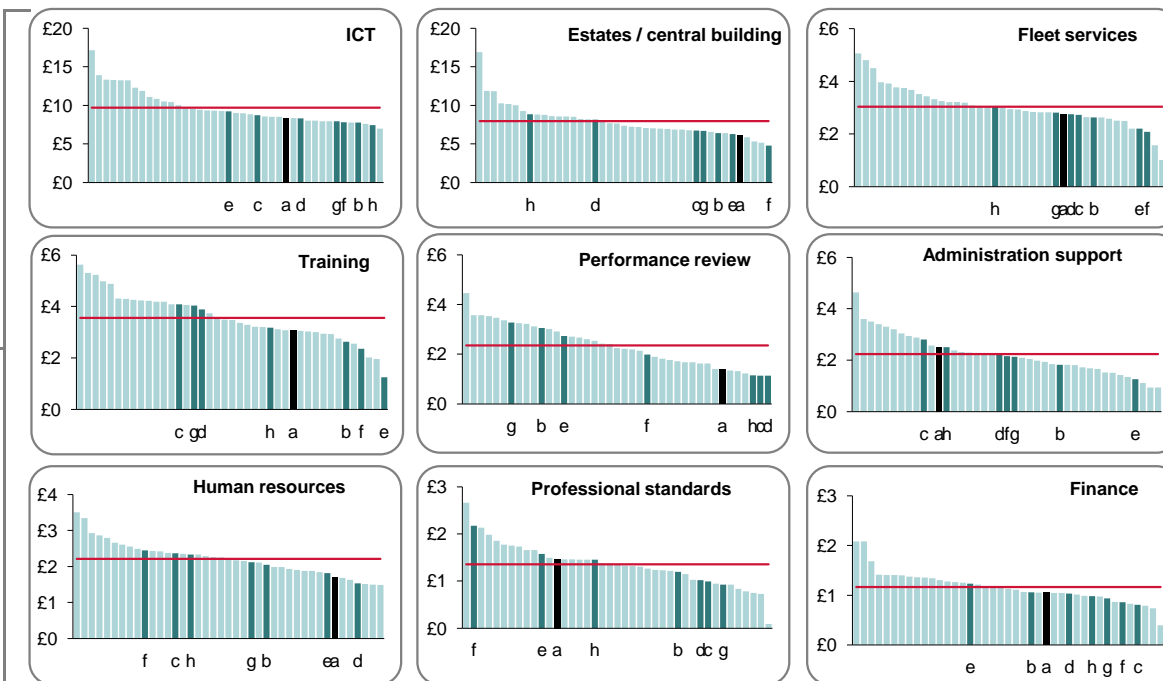 ICT
£20
£15
£10
£5
£0
e c a d gf b h
Estates / central building
£20
£15
£10
£5
£0
h d cg b ea f
Fleet services
£6
£4
£2
£0
h gadc b ef
Training
£6
£4
£2
£0
c gd h a b f e
Performance review
£6
£4
£2
£0
g b e f a hcd
Administration support
£6
£4
£2
£0
c ah dfg b e
Human resources
£4
£3
£2
£1
£0
f c h g b ea d
Professional standards
£3
£2
£1
£0
f e a h b dc g
Finance
£3
£2
£1
£0
e b a d h g f c